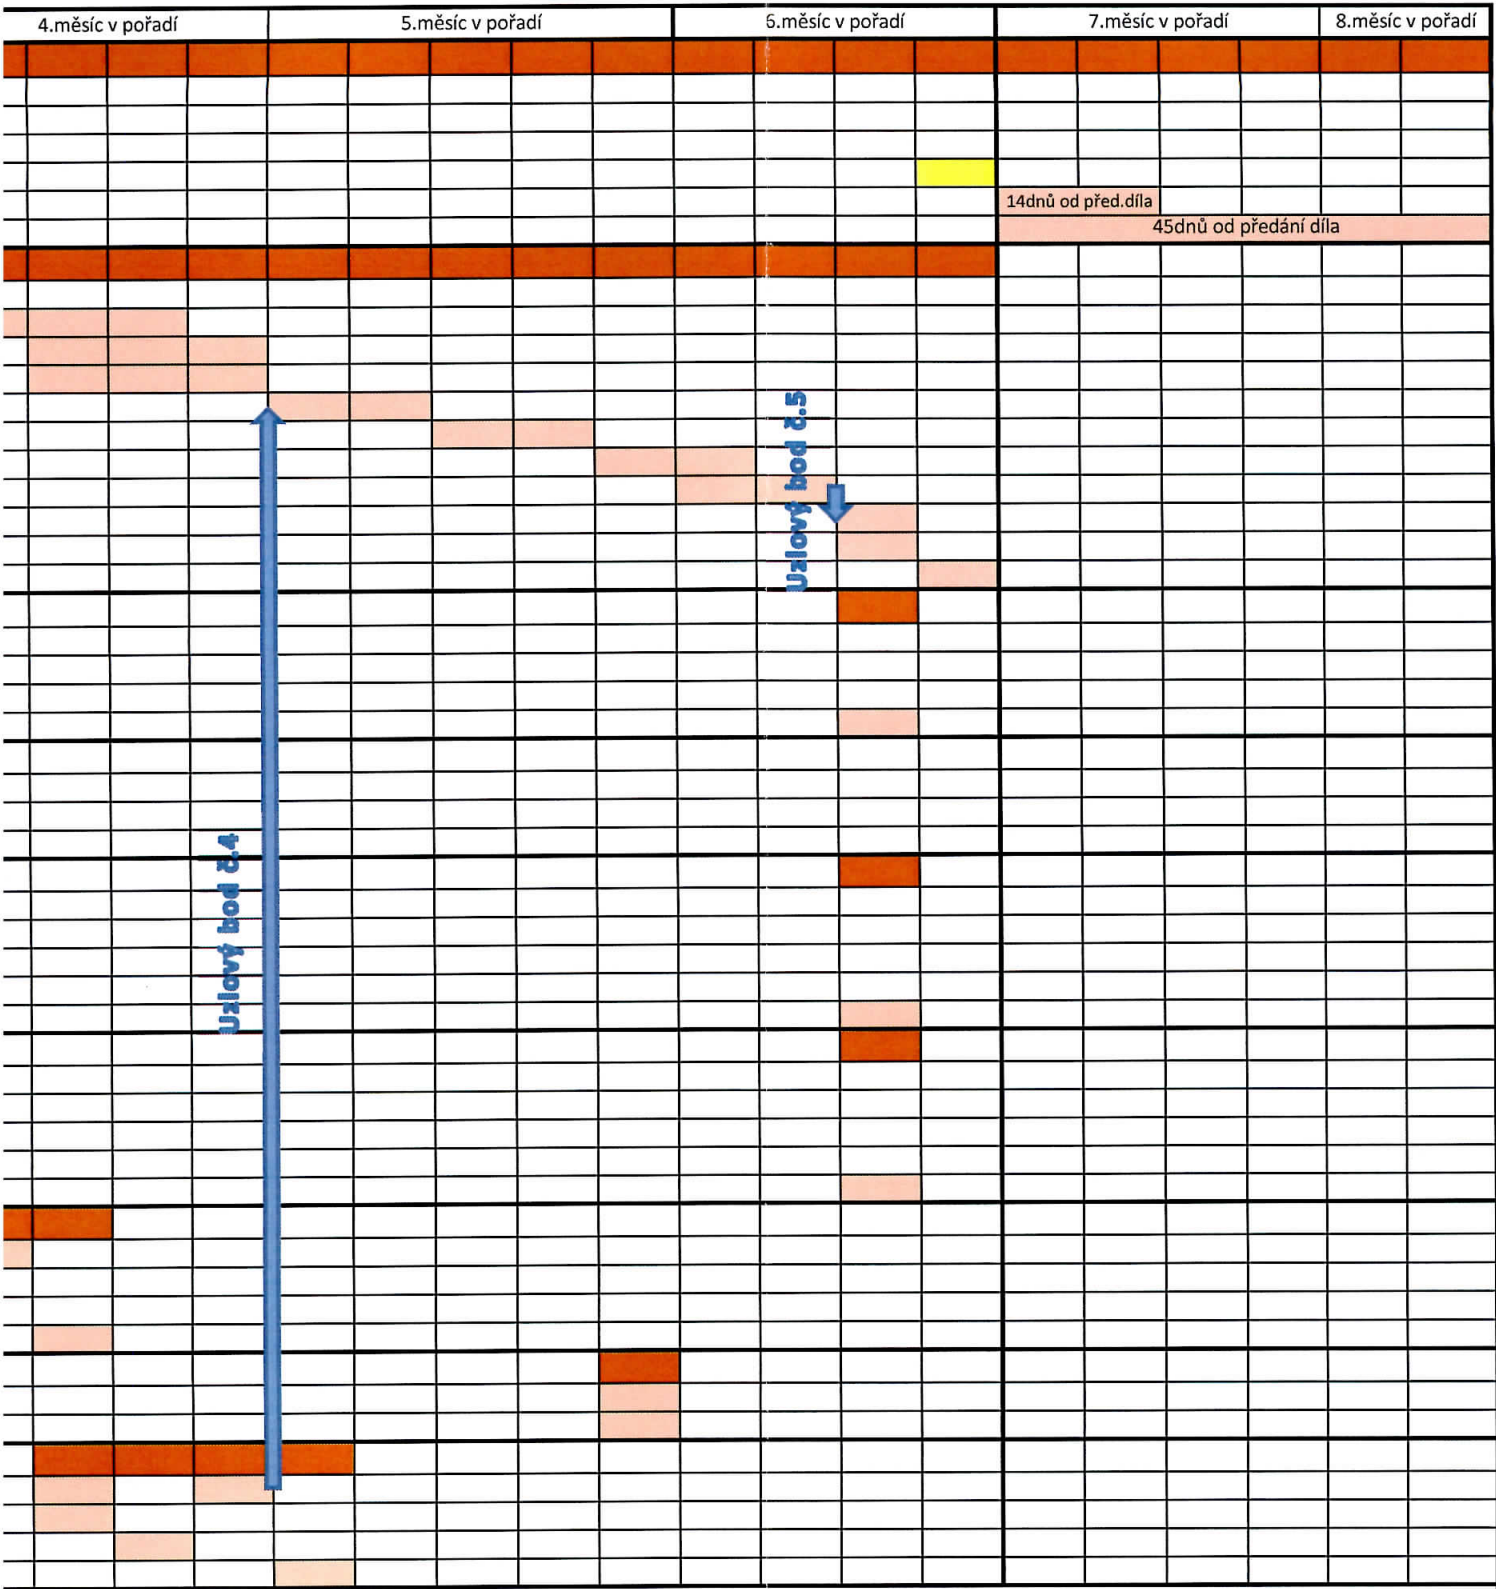 4.měsíc v pořadí
5.měsíc v pořadí
6.měsíc v pořadí
7.měsíc v pořadí
8.měsíc v pořadí
14dnů od před.díla
45dnů od předání díla
Uzlový bod č.5
Uzlový bod č.4